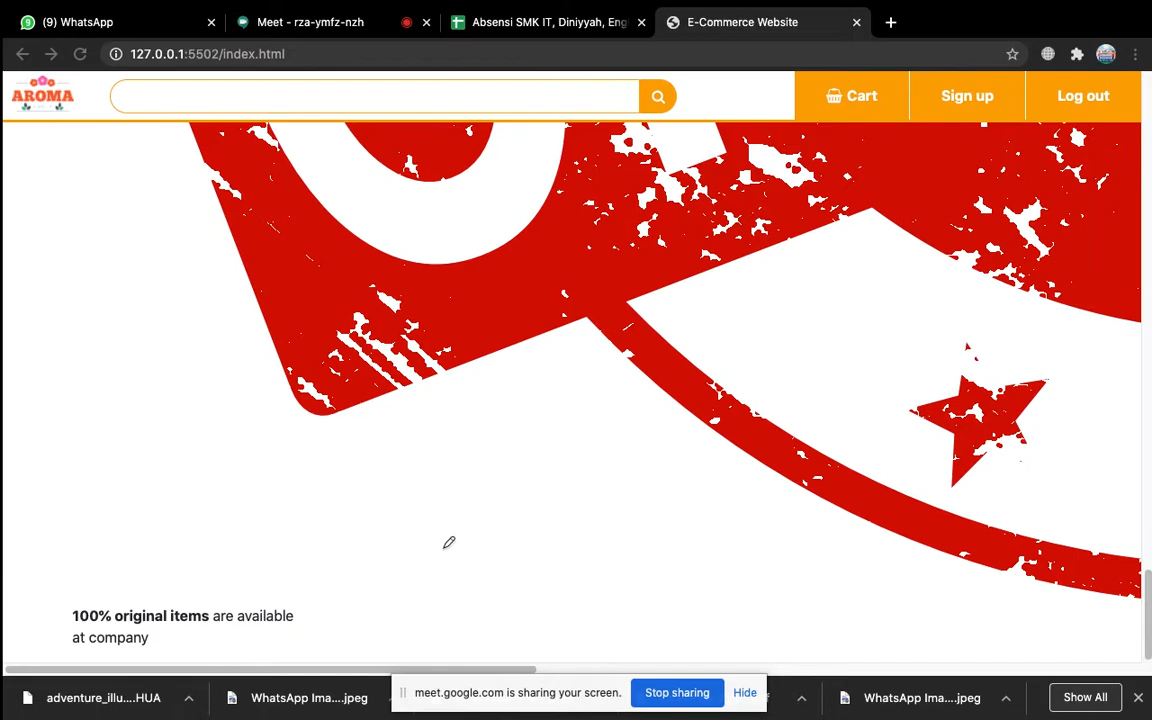 (9) WhatsApp
Meet - rza-ymfz-nzh
Absensi SMK IT, Diniyyah, Eng
E-Commerce Website
127.0.0.1:5502/index.html
AROMA
Cart
Sign up
Log out
100% original items are available
at company
adventure_illu....HUA
WhatsApp Ima....jpeg
meet.google.com is sharing your screen.
Stop sharing
Hide
WhatsApp Ima....jpeg
Show All